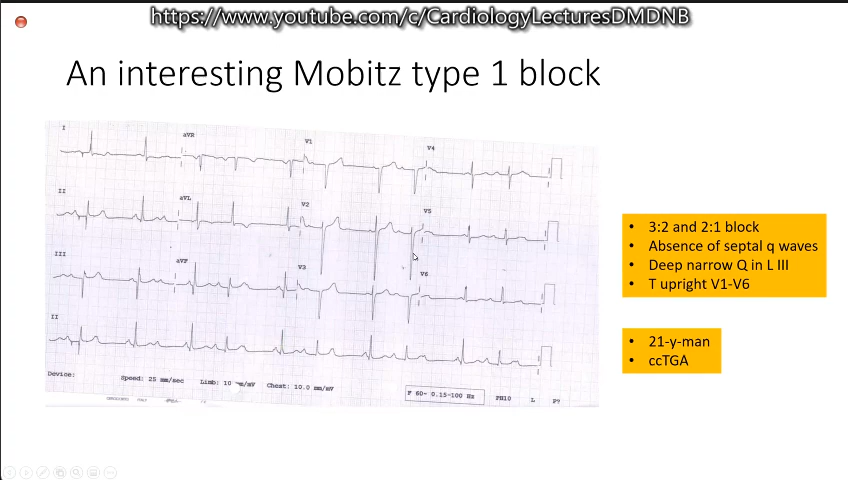 https://www.youtube.com/c/CardiologyLecturesDMDNB
An interesting Mobitz type 1 block
I
aVR
V1
V4
II
aVL
V2
V5
III
aVF
V3
V6
II
Device:
Speed: 25 mm/sec
Limb: 10 mm/mV
Chest: 10.0 mm/mV
F 60~ 0.15-100 Hz
PH10
L
P?
• 3:2 and 2:1 block
• Absence of septal q waves
• Deep narrow Q in L III
• T upright V1-V6
• 21-y-man
• ccTGA